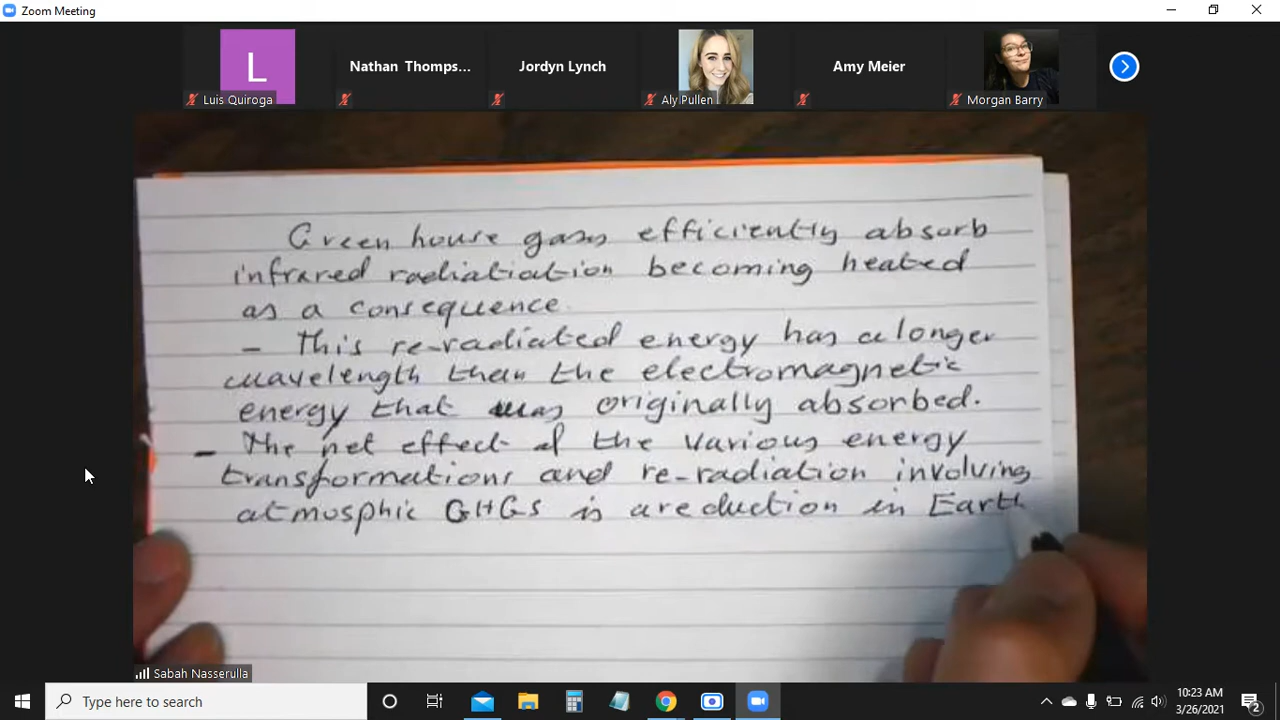 Zoom Meeting
L
Luis Quiroga
Nathan Thomps...
Jordyn Lynch
Aly Pullen
Amy Meier
Morgan Barry
Green house gases efficiently absorb
infrared radiatiation becoming heated
as a consequence.
- This re-radiated energy has a longer
wavelength than the electromagnetic
energy that was originally absorbed.
- The net effect of the various energy
transformations and re-radiation involving
atmosphic GHGs is a reduction in Earth
Sabah Nasserulla
Type here to search
10:23 AM
3/26/2021
2